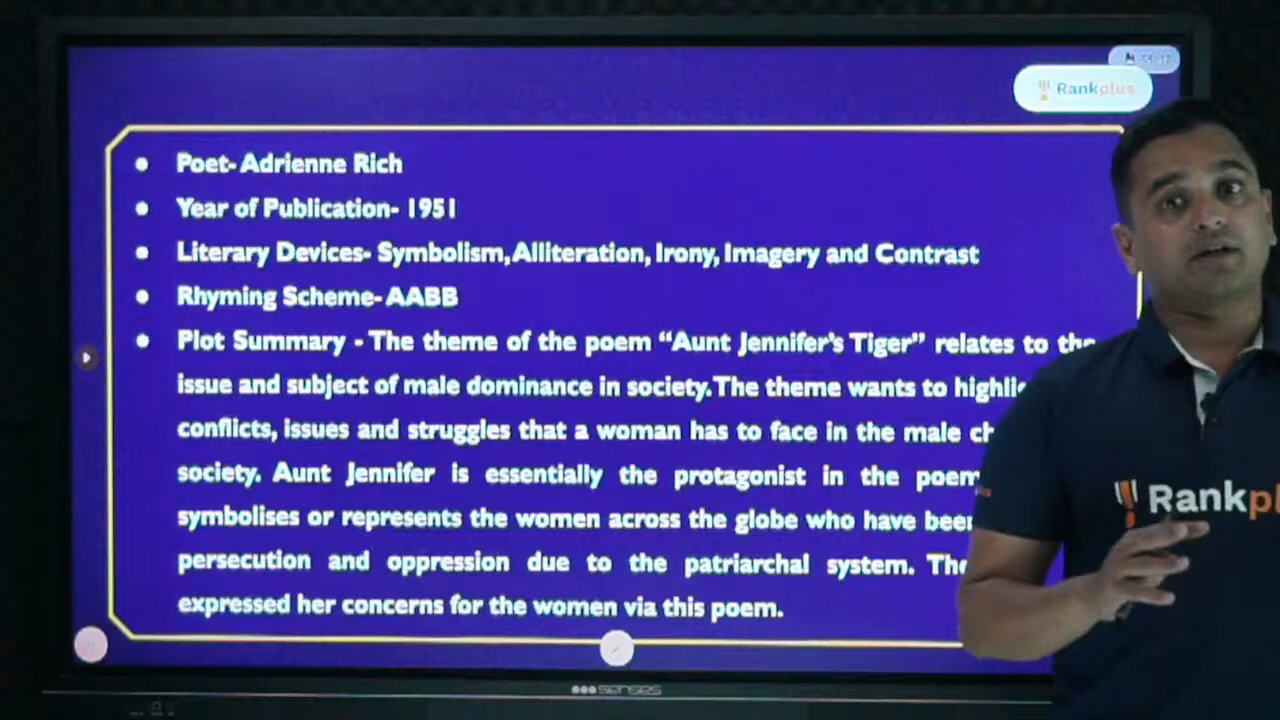 Rankplus
Poet- Adrienne Rich
Year of Publication- 1951
Literary Devices- Symbolism, Alliteration, Irony, Imagery and Contrast
Rhyming Scheme- AABB
Plot Summary - The theme of the poem “Aunt Jennifer’s Tiger” relates to the
issue and subject of male dominance in society. The theme wants to
conflicts, issues and struggles that a woman has to face in the male
society. Aunt Jennifer is essentially the protagonist in the poem
symbolises or represents the women across the globe who have been
persecution and oppression due to the patriarchal system.
expressed her concerns for the women via this poem.
Rankpl
senses